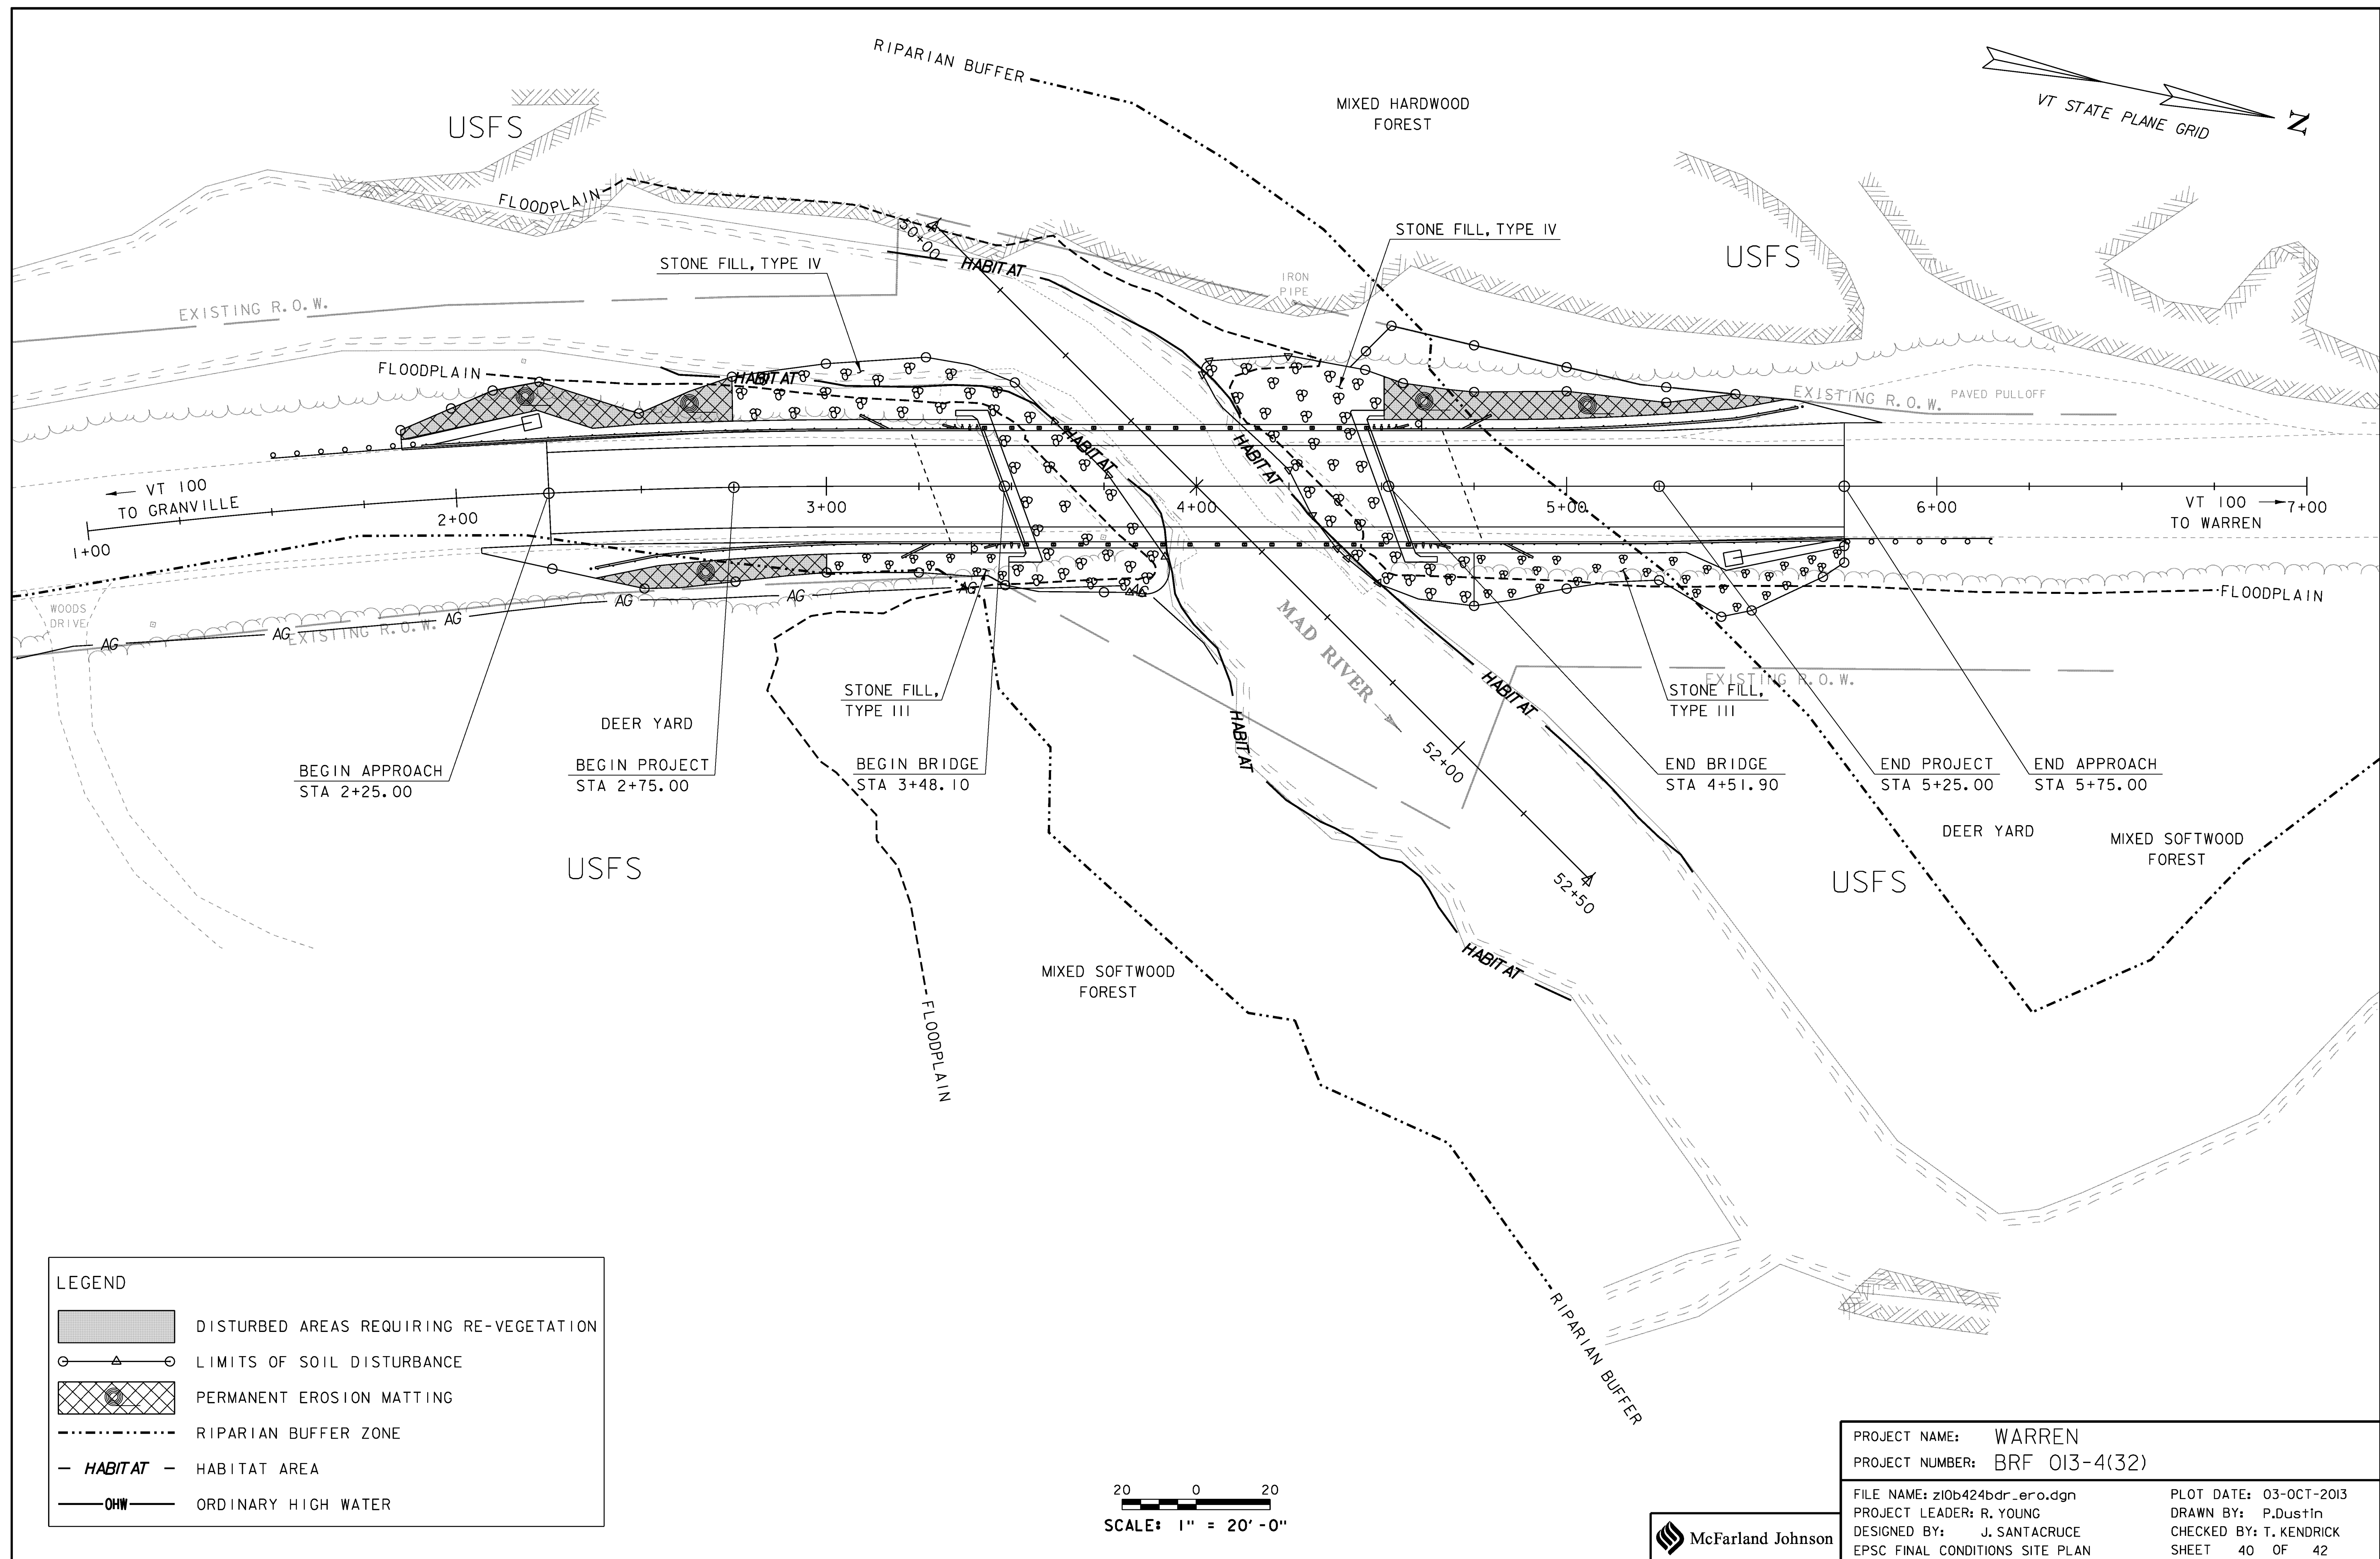 RIPARIAN BUFFER
MIXED HARDWOOD
FOREST
VT STATE PLANE GRID
N
USFS
FLOODPLAIN
50+00
HABITAT
STONE FILL, TYPE IV
STONE FILL, TYPE IV
IRON
PIPE
USFS
EXISTING R.O.W.
FLOODPLAIN
HABITAT
HABITAT
HABITAT
EXISTING R.O.W.
PAVED PULLOFF
VT 100
TO GRANVILLE
1+00
2+00
3+00
4+00
5+00
6+00
7+00
VT 100
TO WARREN
WOODS
DRIVE
AG
AG
AG
AG
AG
AG
AG
EXISTING R.O.W.
FLOODPLAIN
MAD RIVER
HABITAT
HABITAT
EXISTING R.O.W.
STONE FILL,
TYPE III
STONE FILL,
TYPE III
DEER YARD
BEGIN APPROACH
STA 2+25.00
BEGIN PROJECT
STA 2+75.00
BEGIN BRIDGE
STA 3+48.10
52+00
END BRIDGE
STA 4+51.90
END PROJECT
STA 5+25.00
END APPROACH
STA 5+75.00
DEER YARD
MIXED SOFTWOOD
FOREST
USFS
USFS
52+50
HABITAT
MIXED SOFTWOOD
FOREST
FLOODPLAIN
RIPARIAN BUFFER
LEGEND
DISTURBED AREAS REQUIRING RE-VEGETATION
LIMITS OF SOIL DISTURBANCE
PERMANENT EROSION MATTING
RIPARIAN BUFFER ZONE
HABITAT HABITAT AREA
OHW ORDINARY HIGH WATER
20 0 20
SCALE: 1" = 20'-0"
McFarland Johnson
PROJECT NAME: WARREN
PROJECT NUMBER: BRF 013-4(32)
FILE NAME: z10b424bdr_ero.dgn
PLOT DATE: 03-OCT-2013
PROJECT LEADER: R. YOUNG
DRAWN BY: P.Dustin
DESIGNED BY: J. SANTACRUCE
CHECKED BY: T. KENDRICK
EPSC FINAL CONDITIONS SITE PLAN
SHEET 40 OF 42